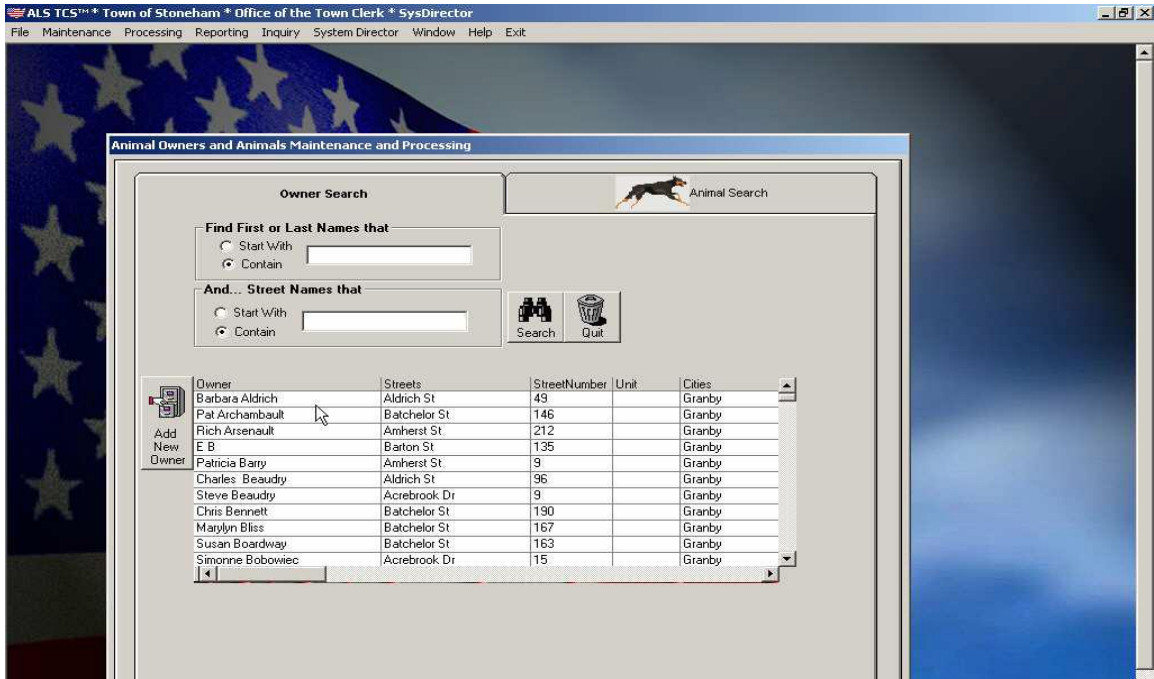 ALS TCS™ * Town of Stoneham * Office of the Town Clerk * SysDirector
File Maintenance Processing Reporting Inquiry System Director Window Help Exit
Animal Owners and Animals Maintenance and Processing
Owner Search Animal Search
Find First or Last Names that
Start With
Contain
And... Street Names that
Start With
Contain
Search Quit
Add
New
Owner
Owner Streets StreetNumber Unit Cities
Barbara Aldrich Aldrich St 49 Granby
Pat Archambault Batchelor St 146 Granby
Rich Arsenault Amherst St 212 Granby
E B Barton St 135 Granby
Patricia Barry Amherst St 9 Granby
Charles Beaudry Aldrich St 96 Granby
Steve Beaudry Acrebrook Dr 9 Granby
Chris Bennett Batchelor St 190 Granby
Marylyn Bliss Batchelor St 167 Granby
Susan Boardway Batchelor St 163 Granby
Simonne Bobowiec Acrebrook Dr 15 Granby